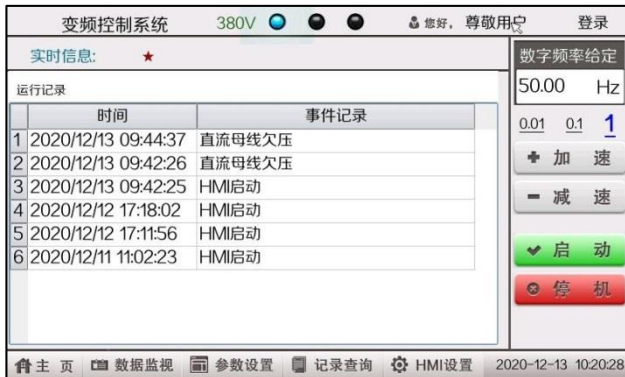 变频控制系统 380V 您好, 尊敬用户 登录
实时信息: ★
数字频率给定
50.00 Hz
0.01 0.1 1
加 速
减 速
启 动
停 机
运行记录
时间 事件记录
1 2020/12/13 09:44:37 直流母线欠压
2 2020/12/13 09:42:26 直流母线欠压
3 2020/12/13 09:42:25 HMI启动
4 2020/12/12 17:18:02 HMI启动
5 2020/12/12 17:11:56 HMI启动
6 2020/12/11 11:02:23 HMI启动
主 页 数据监视 参数设置 记录查询 HMI设置 2020-12-13 10:20:28